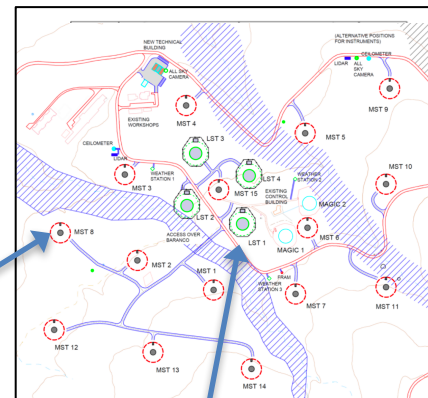 NEW TECHNICAL
BUILDING
ALL SKY
CAMERA
(ALTERNATIVE POSITIONS
FOR INSTRUMENTS)
CEILOMETER
LIDAR
ALL
SKY
CAMERA
MST 9
MST 4
EXISTING
WORKSHOPS
MST 5
LST 3
CEILOMETER
LIDAR
WEATHER
STATION 1
MST 3
LST 4
WEATHER
STATION 2
MST 10
MST 15
EXISTING
CONTROL
BUILDING
MAGIC 2
LST 2
ACCESS OVER
BARANCO
LST 1
MST 6
MAGIC 1
MST 8
MST 2
MST 1
FRAM
WEATHER
STATION 3
MST 7
MST 11
MST 12
MST 13
MST 14